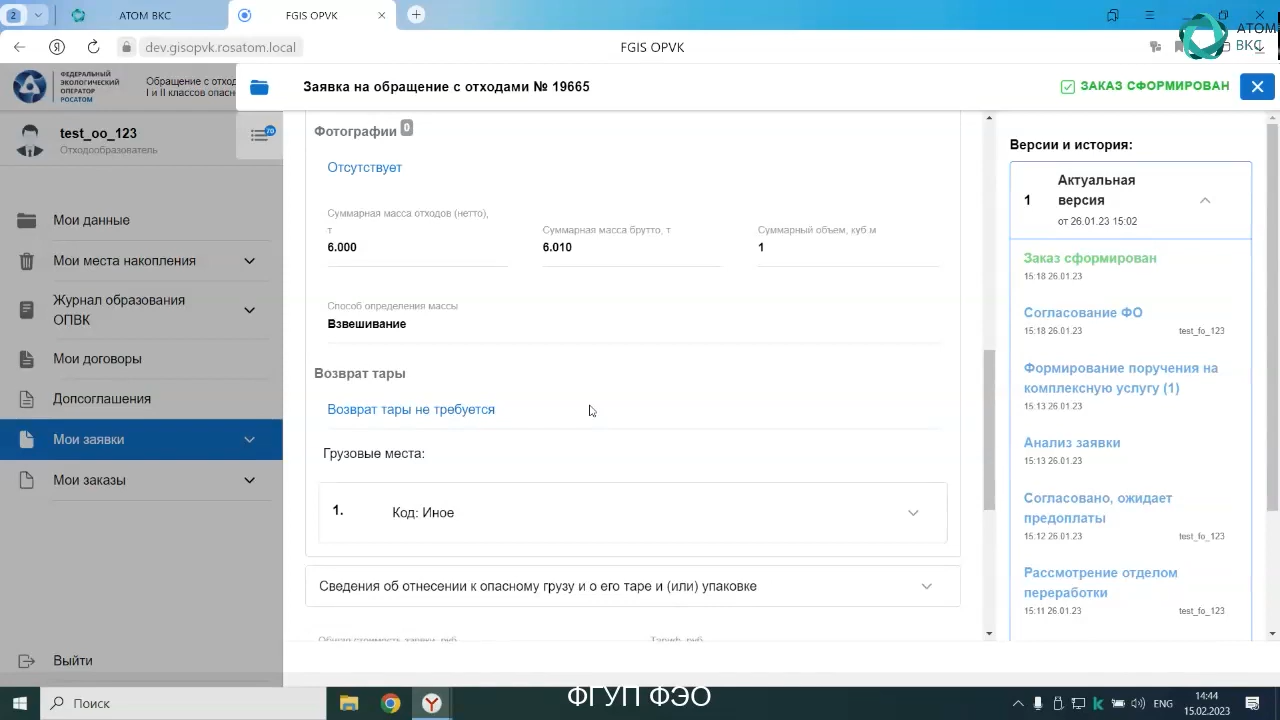 2
FGIS OPVK
dev.gisopvk.rosatom.local
FGIS OPVK
АТОМ
ВКС
ФЕДЕРАЛЬНЫЙ
ЭКОЛОГИЧЕСКИЙ
ОПЕРАТОР
РОСАТОМ
Обращение с отход
и II классов опасн
Заявка на обращение с отходами № 19665
ЗАКАЗ СФОРМИРОВАН
test_oo_123
Отходообразователь
70
Мои данные
Мои места накопления
Журнал образования
ОПВК
Мои договоры
Допсоглашения
Мои заявки
Мои заказы
Выйти
Фотографии 0
Отсутствует
Суммарная масса отходов (нетто),
т
6.000
Суммарная масса брутто, т
6.010
Суммарный объем, куб м
1
Способ определения массы
Взвешивание
Возврат тары
Возврат тары не требуется
Грузовые места:
1. Код: Иное
Сведения об отнесении к опасному грузу и о его таре и (или) упаковке
Общая стоимость заявки, руб
Тариф, руб
Версии и история:
1
Актуальная
версия
от 26.01.23 15:02
Заказ сформирован
15:18 26.01.23
Согласование ФО
15:18 26.01.23 test_fo_123
Формирование поручения на
комплексную услугу (1)
15:13 26.01.23
Анализ заявки
15:13 26.01.23
Согласовано, ожидает
предоплаты
15:12 26.01.23 test_fo_123
Рассмотрение отделом
переработки
15:11 26.01.23 test_fo_123
Поиск
ФГУП ФЭО
ENG
14:44
15.02.2023